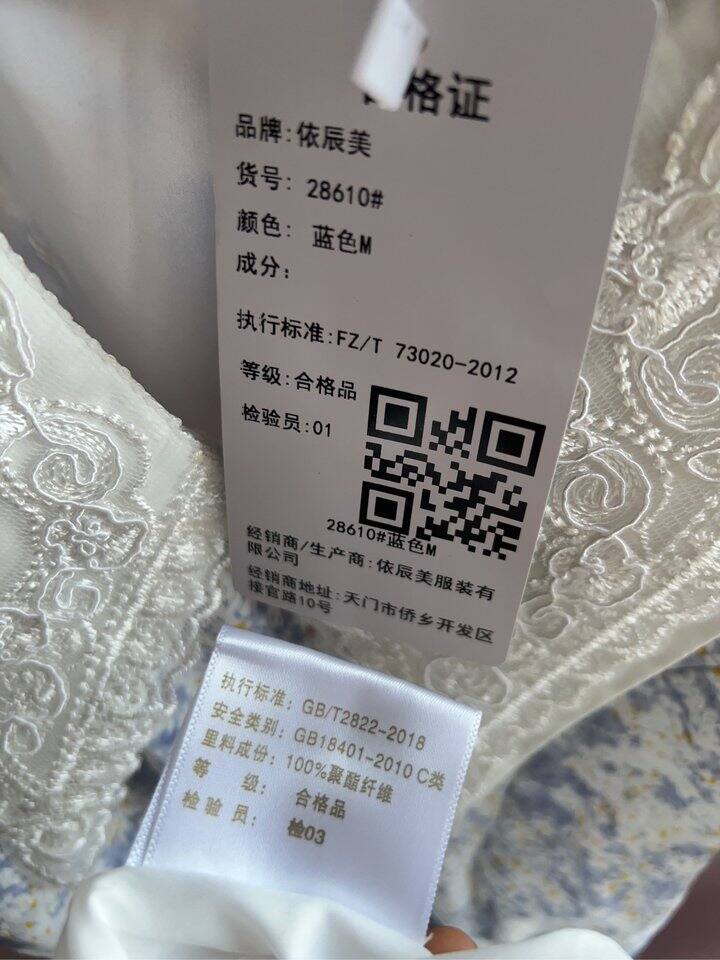 格证
品牌:依辰美
货号: 28610#
颜色: 蓝色M
成分:
执行标准:FZ/T 73020-2012
等级:合格品
检验员:01
28610#蓝色M
经销商/生产商:依辰美服装有
限公司
经销商地址:天门市侨乡开发区
接官路10号
执行标准: GB/T2822-2018
安全类别: GB18401-2010 C类
里料成份: 100%聚酯纤维
等 级: 合格品
检 验 员: 检03